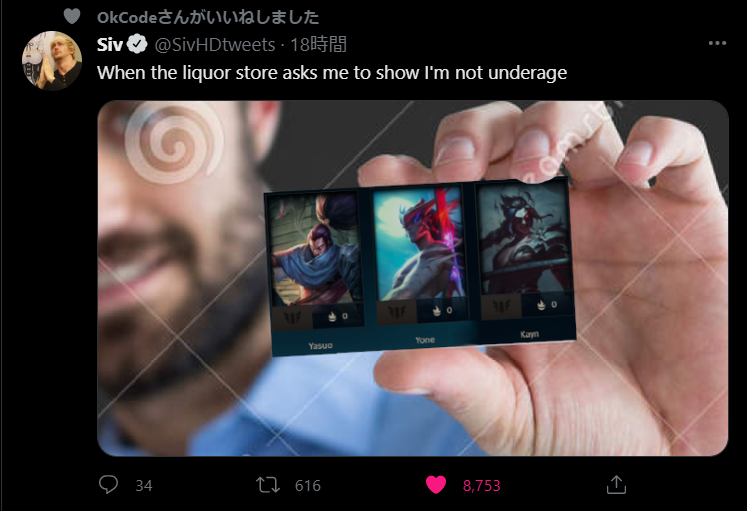 OkCodeさんがいいねしました
Siv @SivHDtweets · 18時間
When the liquor store asks me to show I'm not underage
0 0 0
Yasuo Yone Kayn
34 616 8,753